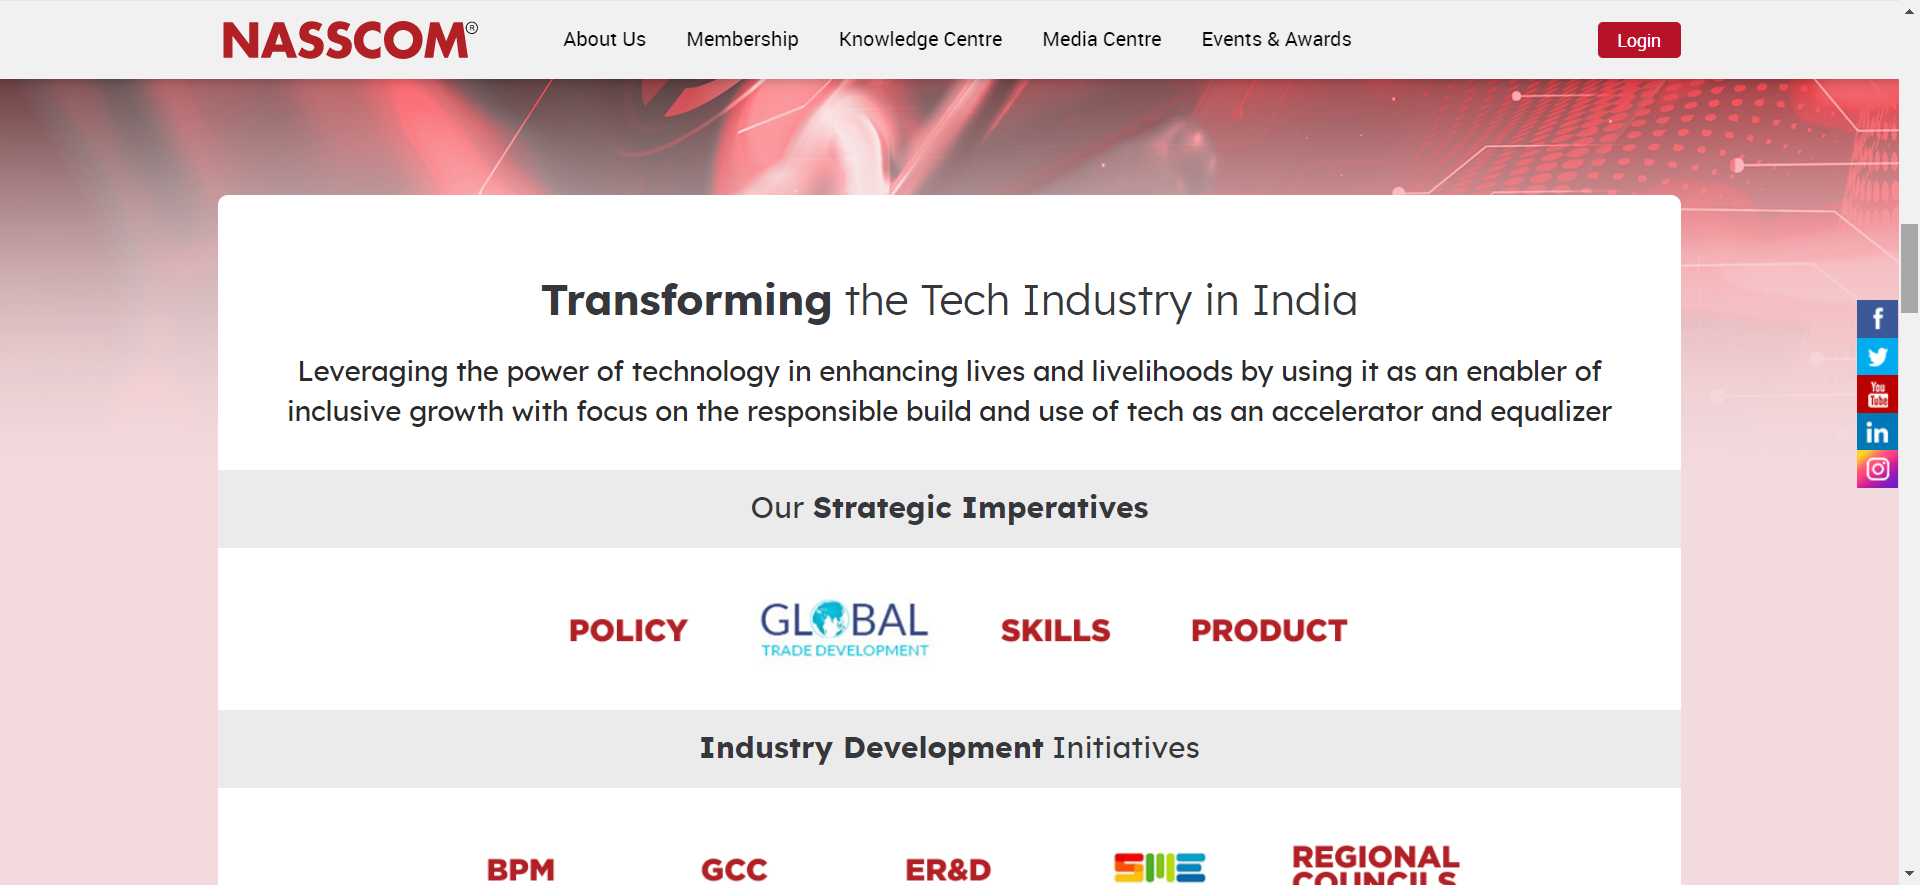 NASSCOM®
About Us
Membership
Knowledge Centre
Media Centre
Events & Awards
Login
Transforming the Tech Industry in India
Leveraging the power of technology in enhancing lives and livelihoods by using it as an enabler of
inclusive growth with focus on the responsible build and use of tech as an accelerator and equalizer
f
You
Tube
in
Our Strategic Imperatives
POLICY
GLOBAL
TRADE DEVELOPMENT
SKILLS
PRODUCT
Industry Development Initiatives
BPM
GCC
ER&D
SME
REGIONAL
COUNCILS